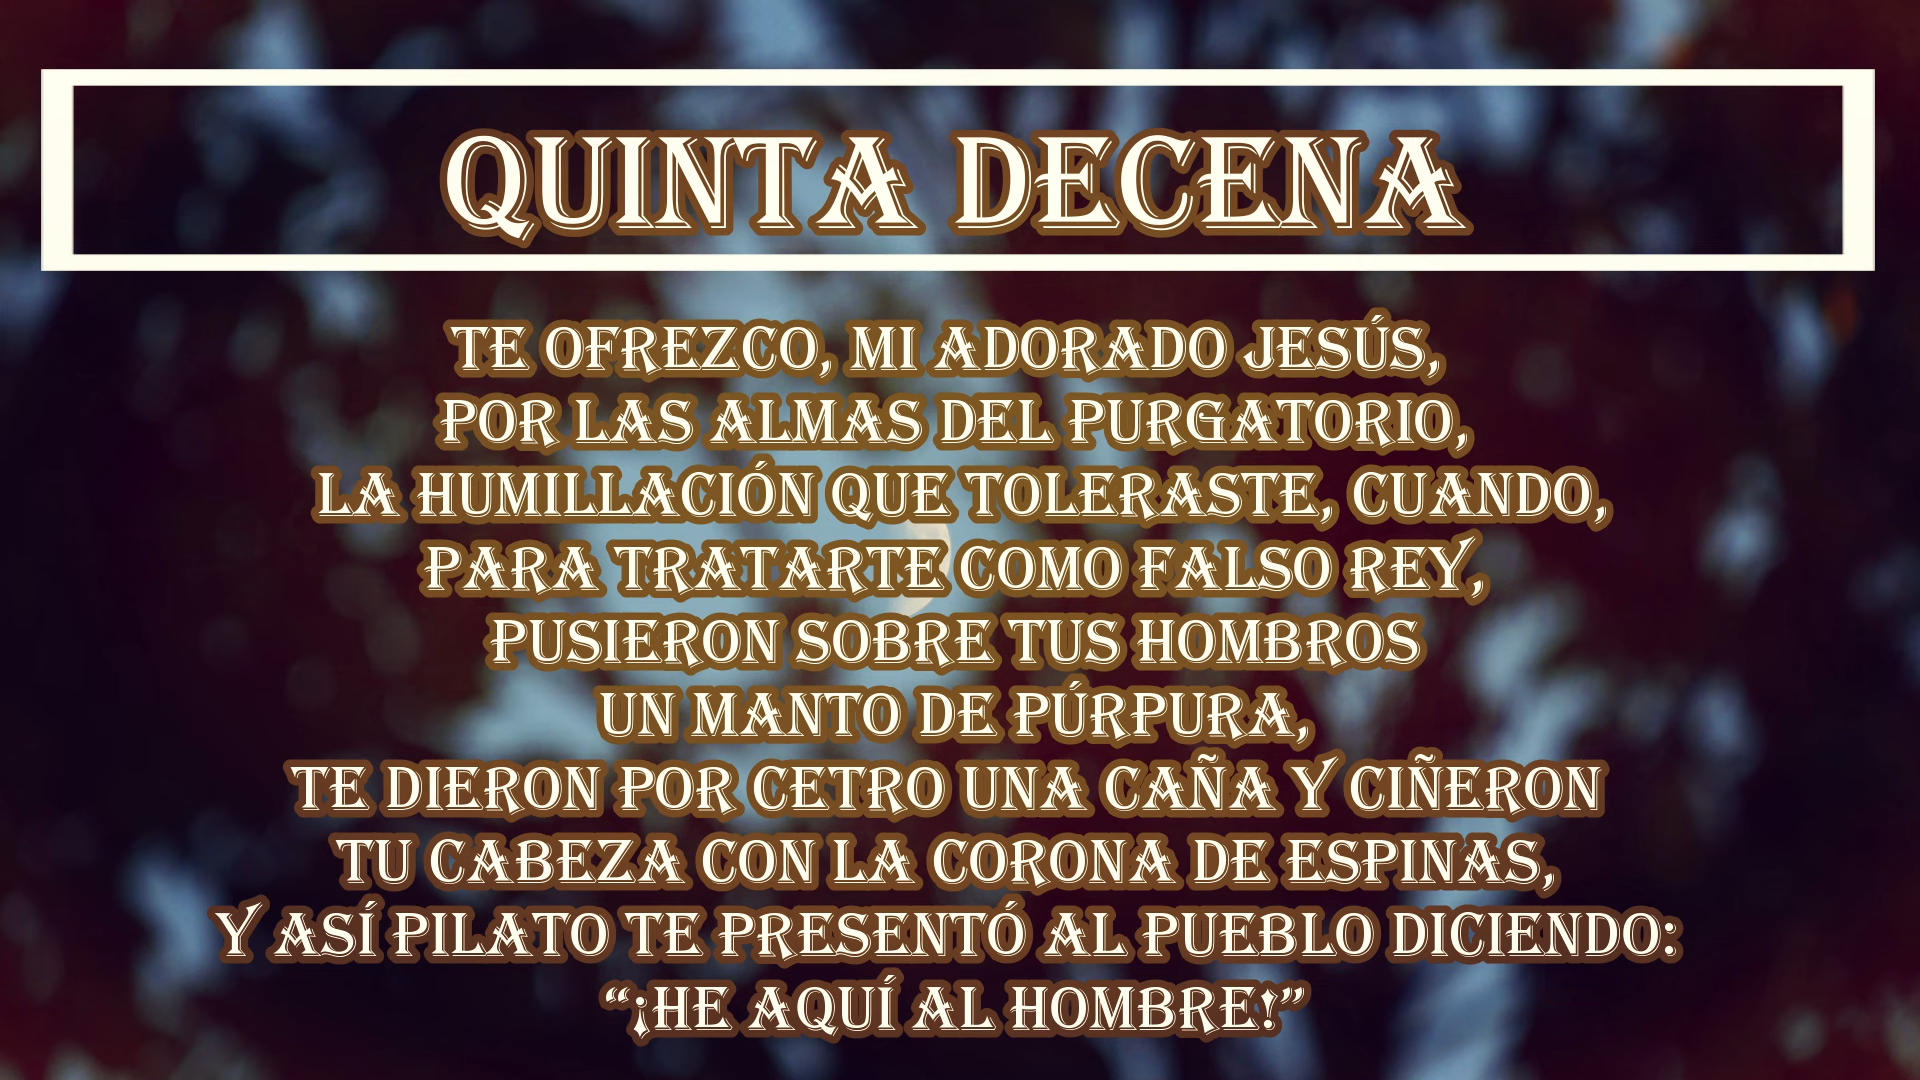 QUINTA DECENA
TE OFREZCO, MI ADORADO JESÚS,
POR LAS ALMAS DEL PURGATORIO,
LA HUMILLACIÓN QUE TOLERASTE, CUANDO,
PARA TRATARTE COMO FALSO REY,
PUSIERON SOBRE TUS HOMBROS
UN MANTO DE PÚRPURA,
TE DIERON POR CETRO UNA CAÑA Y CIÑERON
TU CABEZA CON LA CORONA DE ESPINAS,
Y ASÍ PILATO TE PRESENTÓ AL PUEBLO DICIENDO:
“¡HE AQUÍ AL HOMBRE!”